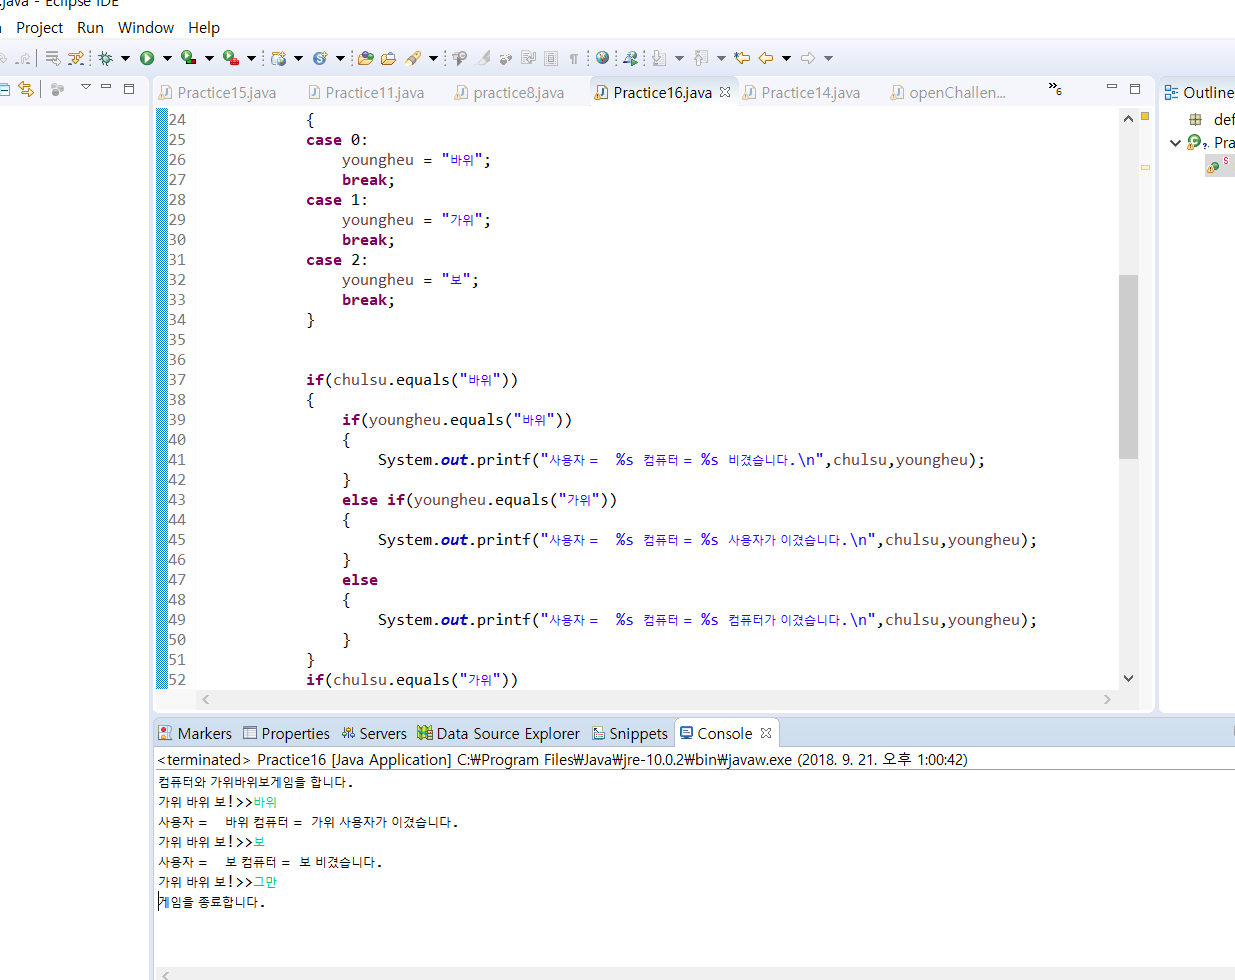 .java - Eclipse IDE
Project Run Window Help
Practice15.java Practice11.java practice8.java Practice16.java Practice14.java openChallen... »6
Outline
24 {
25 case 0:
26 youngheu = "바위";
27 break;
28 case 1:
29 youngheu = "가위";
30 break;
31 case 2:
32 youngheu = "보";
33 break;
34 }
35
36
37 if(chulsu.equals("바위"))
38 {
39 if(youngheu.equals("바위"))
40 {
41 System.out.printf("사용자 =  %s 컴퓨터 = %s 비겼습니다.\n",chulsu,youngheu);
42 }
43 else if(youngheu.equals("가위"))
44 {
45 System.out.printf("사용자 =  %s 컴퓨터 = %s 사용자가 이겼습니다.\n",chulsu,youngheu);
46 }
47 else
48 {
49 System.out.printf("사용자 =  %s 컴퓨터 = %s 컴퓨터가 이겼습니다.\n",chulsu,youngheu);
50 }
51 }
52 if(chulsu.equals("가위"))
def
Pra
Markers Properties Servers Data Source Explorer Snippets Console
<terminated> Practice16 [Java Application] C:₩Program Files₩Java₩jre-10.0.2₩bin₩javaw.exe (2018. 9. 21. 오후 1:00:42)
컴퓨터와 가위바위보게임을 합니다.
가위 바위 보!>>바위
사용자 =  바위 컴퓨터 = 가위 사용자가 이겼습니다.
가위 바위 보!>>보
사용자 =  보 컴퓨터 = 보 비겼습니다.
가위 바위 보!>>그만
게임을 종료합니다.